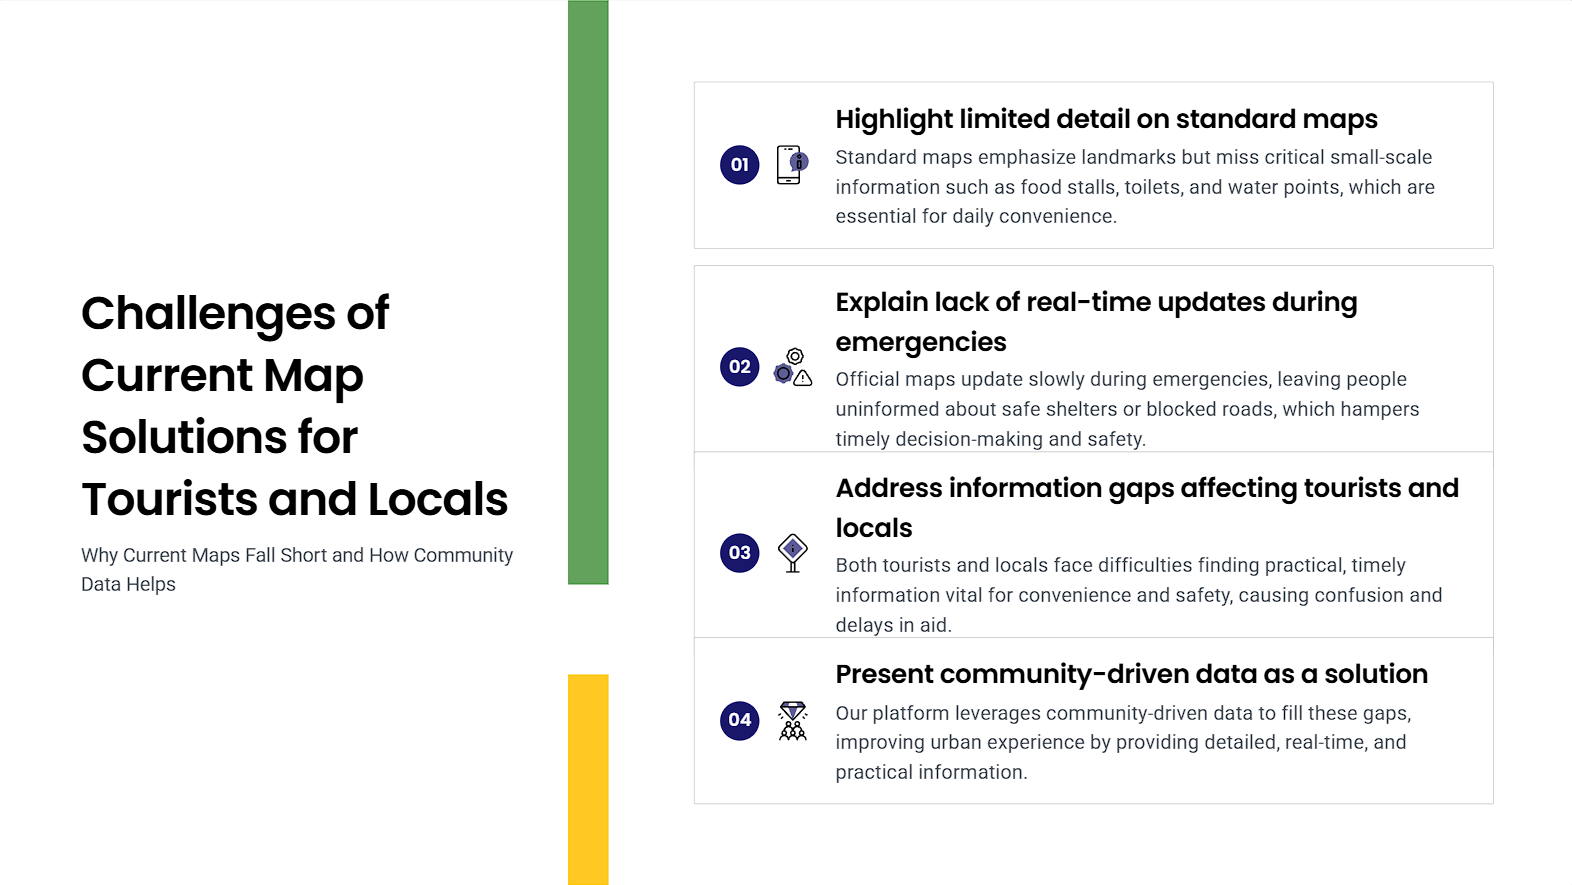 Challenges of
Current Map
Solutions for
Tourists and Locals
Why Current Maps Fall Short and How Community
Data Helps
01
Highlight limited detail on standard maps
Standard maps emphasize landmarks but miss critical small-scale
information such as food stalls, toilets, and water points, which are
essential for daily convenience.
02
Explain lack of real-time updates during
emergencies
Official maps update slowly during emergencies, leaving people
uninformed about safe shelters or blocked roads, which hampers
timely decision-making and safety.
03
Address information gaps affecting tourists and
locals
Both tourists and locals face difficulties finding practical, timely
information vital for convenience and safety, causing confusion and
delays in aid.
04
Present community-driven data as a solution
Our platform leverages community-driven data to fill these gaps,
improving urban experience by providing detailed, real-time, and
practical information.